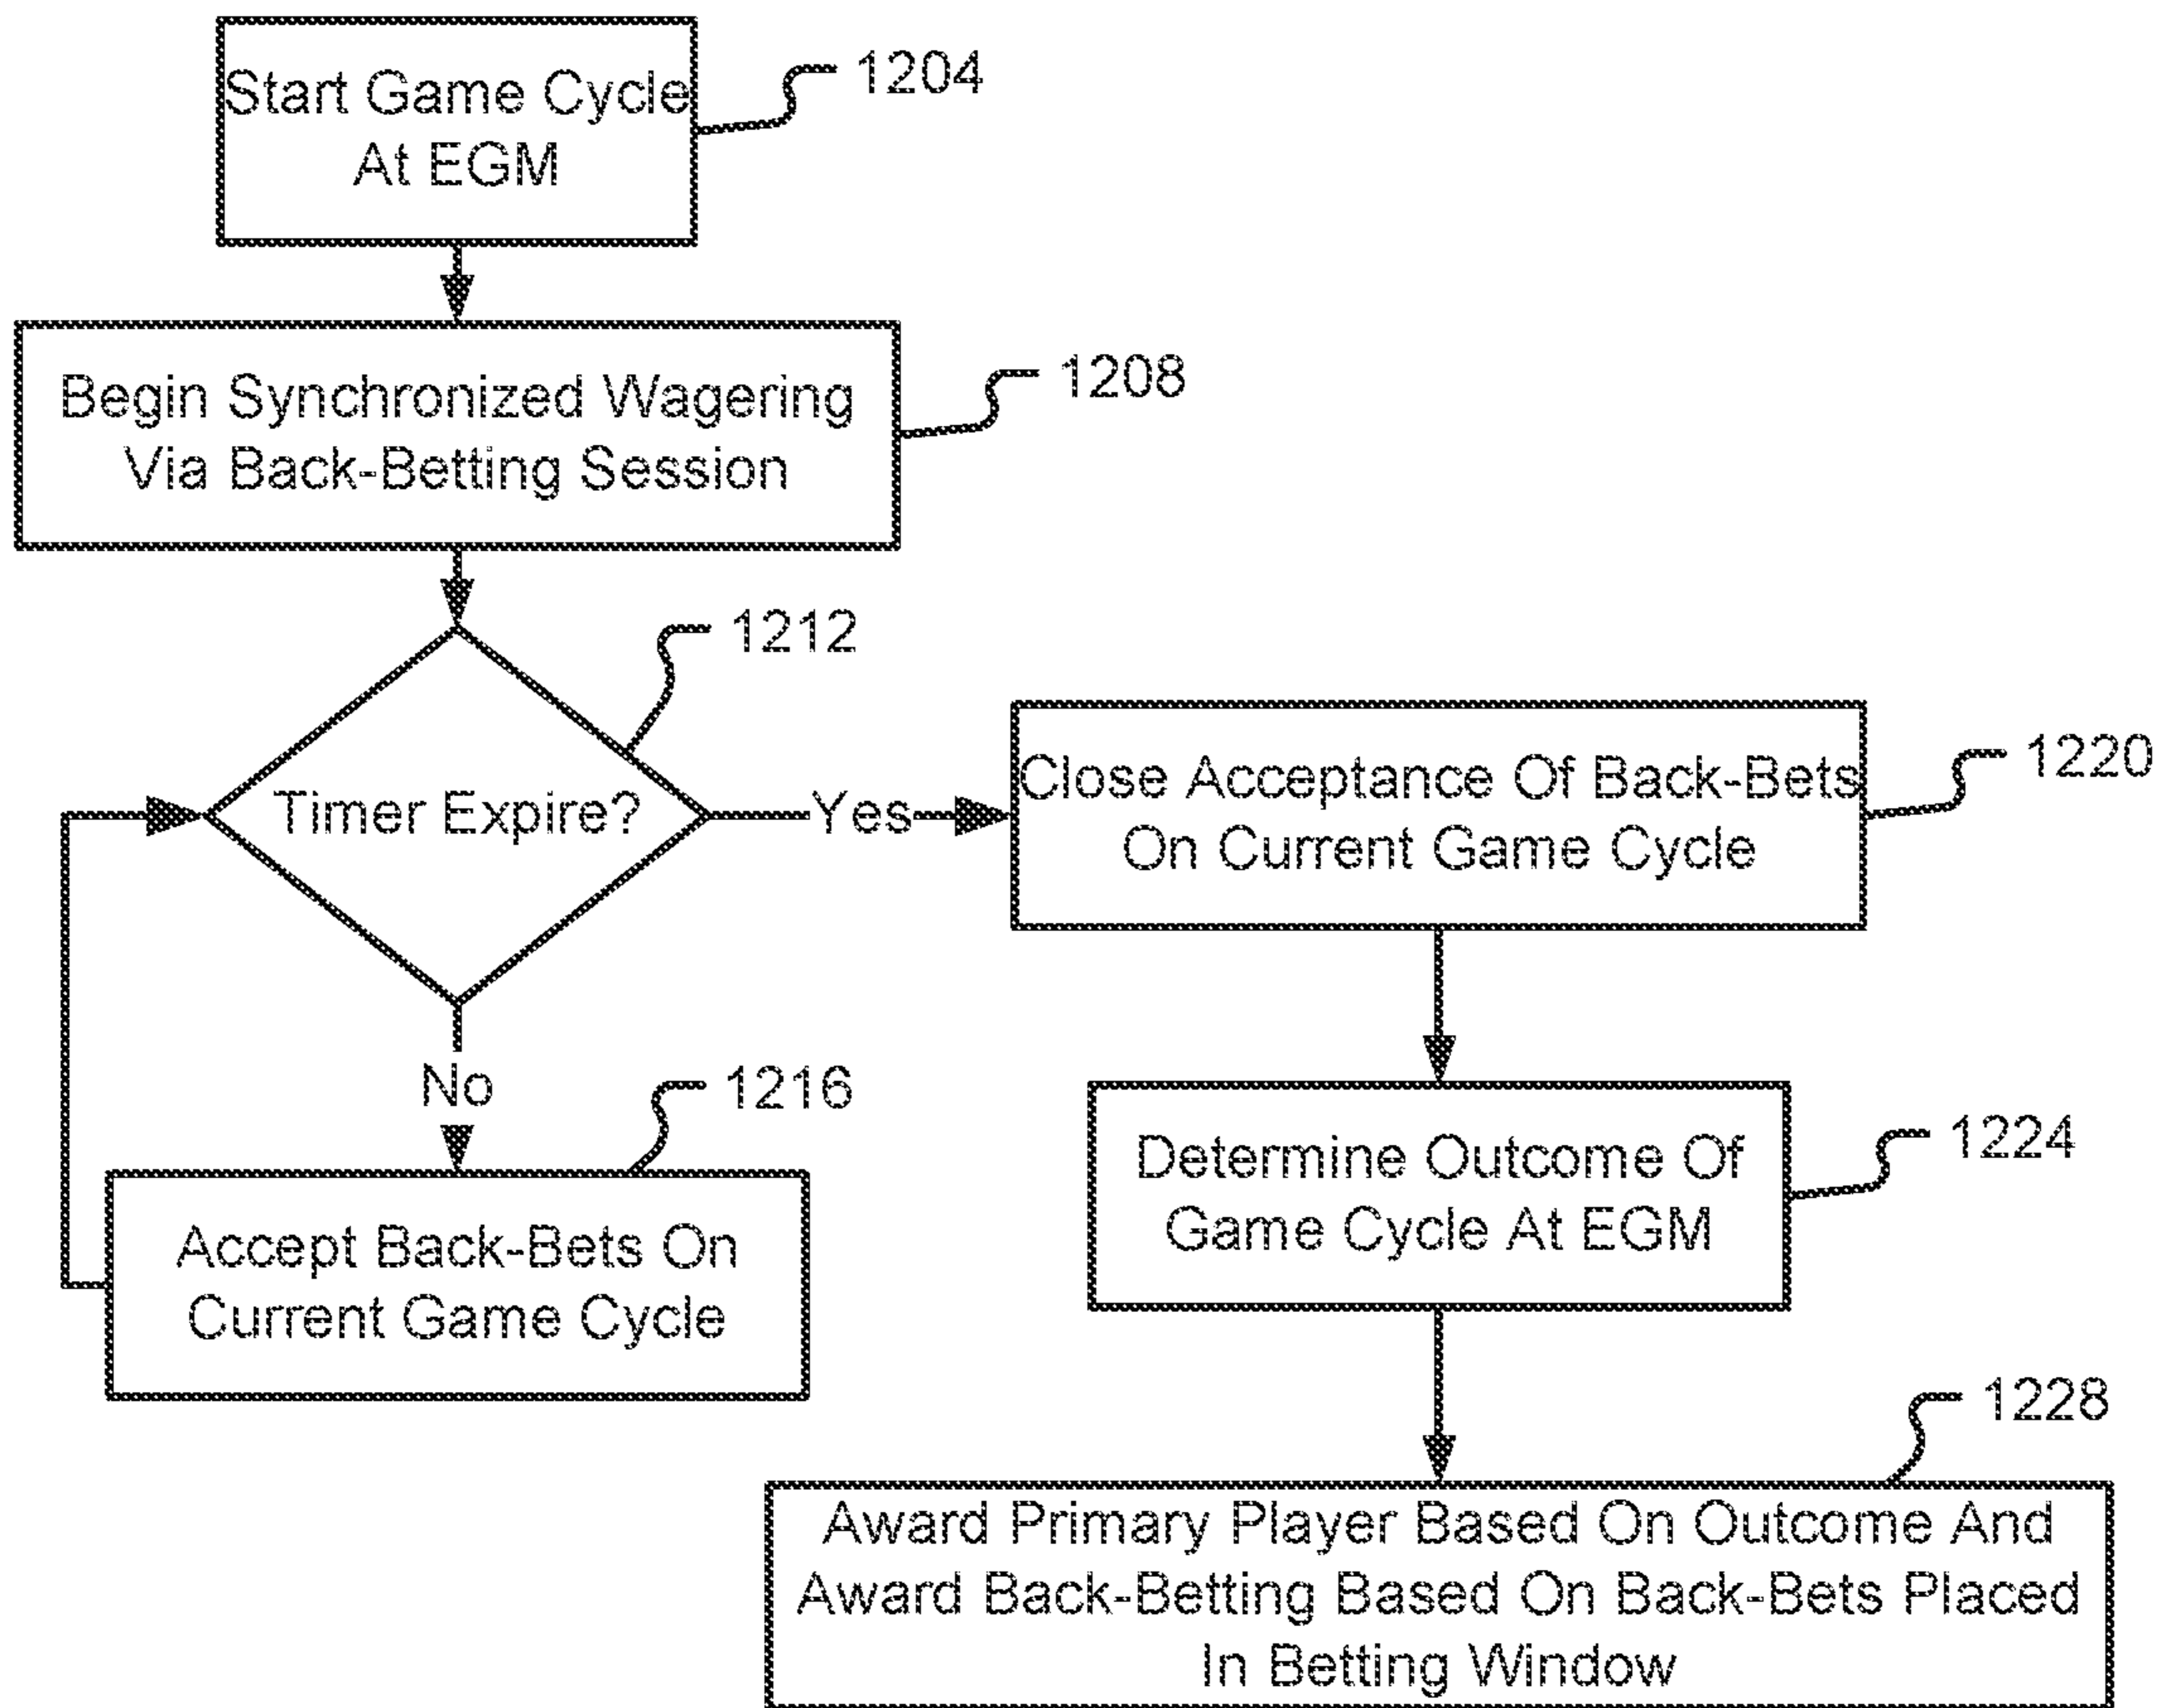 Start Game Cycle
At EGM
1204
Begin Synchronized Wagering
Via Back-Betting Session
1208
1212
Timer Expire?
Yes
No
1216
Accept Back-Bets On
Current Game Cycle
Close Acceptance Of Back-Bets
On Current Game Cycle
1220
Determine Outcome Of
Game Cycle At EGM
1224
1228
Award Primary Player Based On Outcome And
Award Back-Betting Based On Back-Bets Placed
In Betting Window